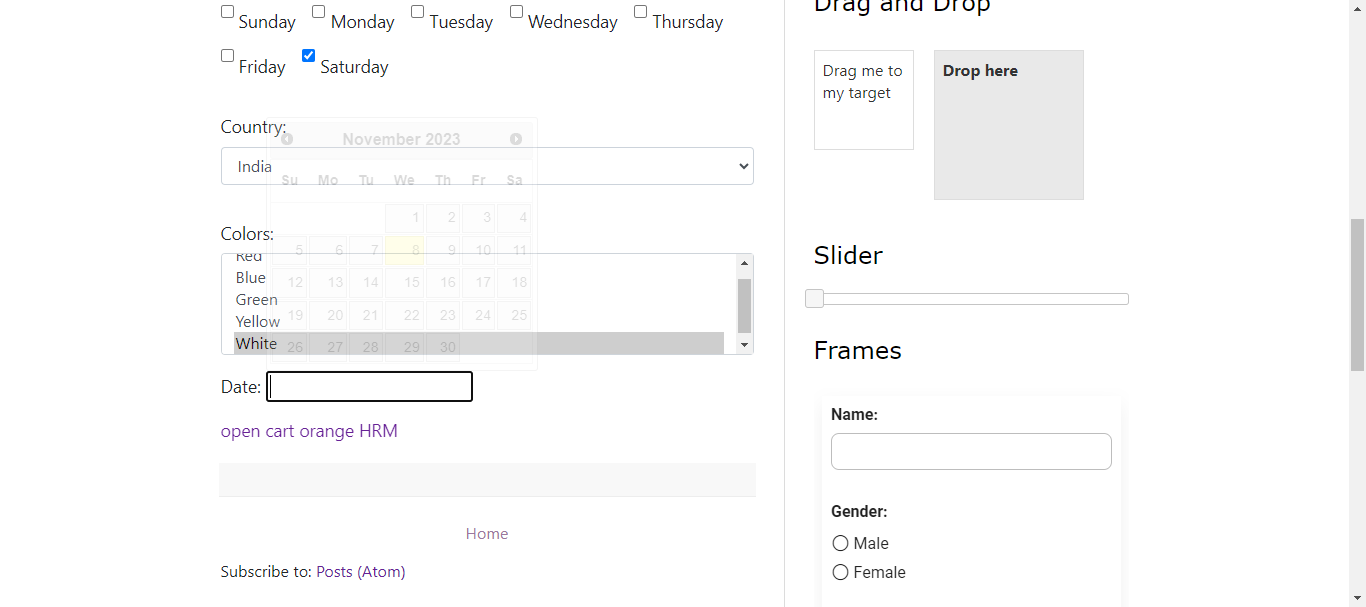 Sunday Monday Tuesday Wednesday Thursday
Friday Saturday
Country:
India
November 2023
Su Mo Tu We Th Fr Sa
1 2 3 4
5 6 7 8 9 10 11
12 13 14 15 16 17 18
19 20 21 22 23 24 25
26 27 28 29 30
Colors:
Red
Blue
Green
Yellow
White
Date:
open cart orange HRM
Home
Subscribe to: Posts (Atom)
Drag and Drop
Drag me to
my target
Drop here
Slider
Frames
Name:
Gender:
Male
Female